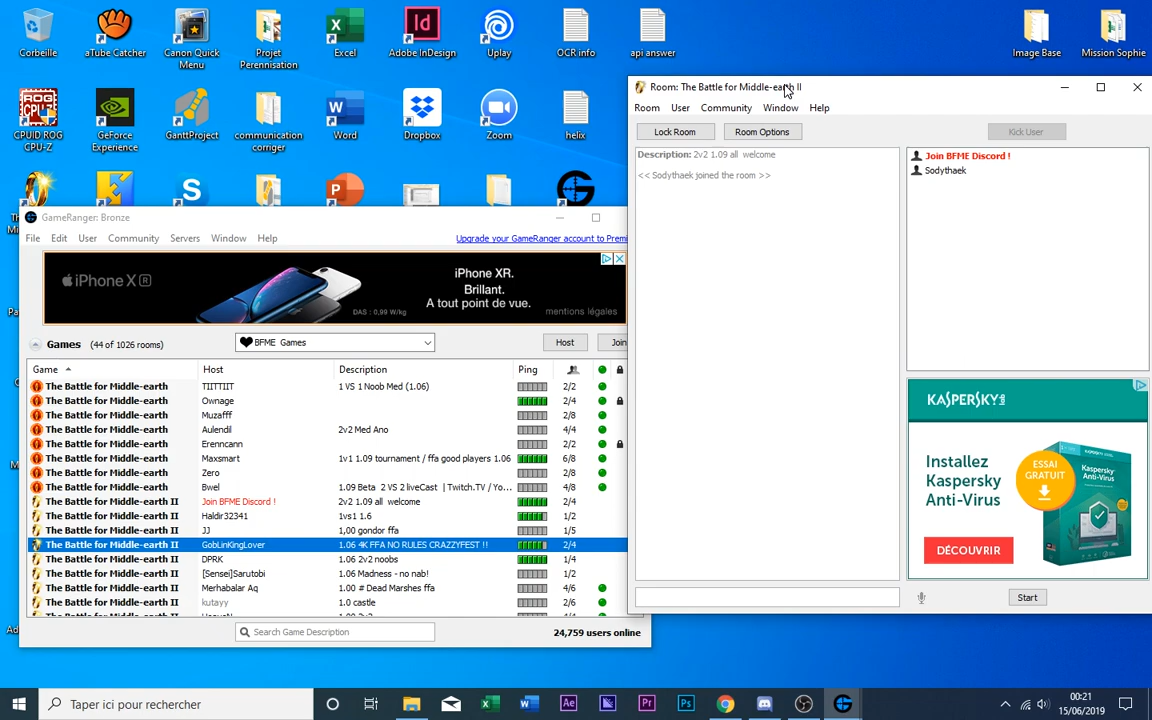 Corbeille
aTube Catcher
Canon Quick Menu
Projet Perennisation
Excel
Adobe InDesign
Uplay
OCR info
api answer
Image Base
Mission Sophie
CPUID ROG CPU-Z
GeForce Experience
GanttProject
communication corriger
Word
Dropbox
Zoom
helix
Room: The Battle for Middle-earth II
Room User Community Window Help
Lock Room Room Options Kick User
Description: 2v2 1.09 all welcome
<< Sodythaek joined the room >>
Join BFME Discord !
Sodythaek
KASPERSKY
Installez
Kaspersky
Anti-Virus
ESSAI
GRATUIT
DÉCOUVRIR
Start
GameRanger: Bronze
File Edit User Community Servers Window Help
Upgrade your GameRanger account to Premi
iPhone XR
iPhone XR.
Brillant.
A tout point de vue.
DAS : 0,99 W/kg
mentions légales
Games (44 of 1026 rooms) BFME Games Host Join
Game Host Description Ping
The Battle for Middle-earth TIITTIIT 1 VS 1 Noob Med (1.06) 2/2
The Battle for Middle-earth Ownage 2/4
The Battle for Middle-earth Muzafff 2/8
The Battle for Middle-earth Aulendil 2v2 Med Ano 4/4
The Battle for Middle-earth Erenncann 2/2
The Battle for Middle-earth Maxsmart 1v1 1.09 tournament / ffa good players 1.06 6/8
The Battle for Middle-earth Zero 2/8
The Battle for Middle-earth Bwel 1.09 Beta 2 VS 2 liveCast | Twitch.TV / Yo... 4/8
The Battle for Middle-earth II Join BFME Discord ! 2v2 1.09 all welcome 2/4
The Battle for Middle-earth II Haldir32341 1vs1 1.6 1/2
The Battle for Middle-earth II JJ 1,00 gondor ffa 1/5
The Battle for Middle-earth II GobLinKingLover 1.06 4K FFA NO RULES CRAZZYFEST !! 2/4
The Battle for Middle-earth II DPRK 1.06 2v2 noobs 1/4
The Battle for Middle-earth II [Sensei]Sarutobi 1.06 Madness - no nab! 1/2
The Battle for Middle-earth II Merhabalar Aq 1.00 # Dead Marshes ffa 4/6
The Battle for Middle-earth II kutayy 1.0 castle 2/6
Search Game Description
24,759 users online
Taper ici pour rechercher
00:21
15/06/2019